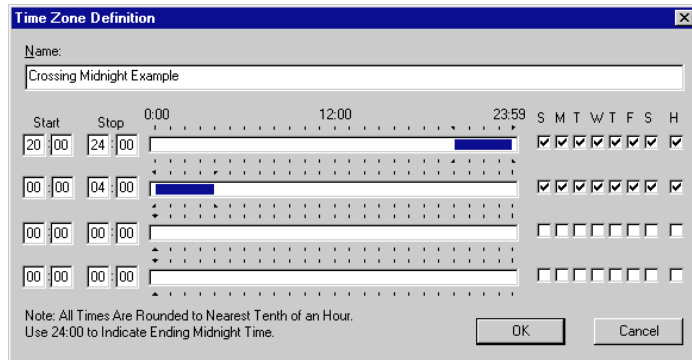 Time Zone Definition
Name:
Crossing Midnight Example
Start Stop 0:00 12:00 23:59 S M T W T F S H
20:00 24:00
00:00 04:00
00:00 00:00
00:00 00:00
Note: All Times Are Rounded to Nearest Tenth of an Hour.
Use 24:00 to Indicate Ending Midnight Time.
OK Cancel